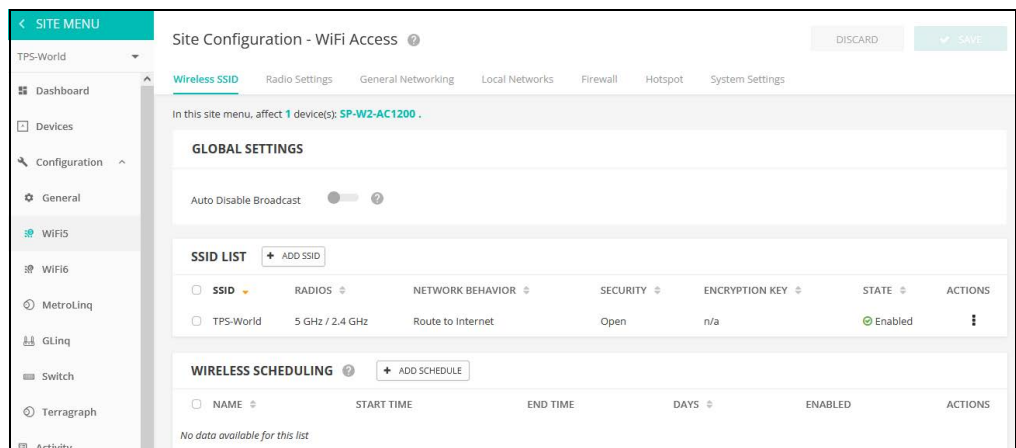 SITE MENU
TPS-World
Dashboard
Devices
Configuration
General
WiFi5
WiFi6
MetroLinq
GLinq
Switch
Terragraph
Activity
Site Configuration - WiFi Access ?
DISCARD
SAVE
Wireless SSID Radio Settings General Networking Local Networks Firewall Hotspot System Settings
In this site menu, affect 1 device(s): SP-W2-AC1200 .
GLOBAL SETTINGS
Auto Disable Broadcast ?
SSID LIST + ADD SSID
SSID RADIOS NETWORK BEHAVIOR SECURITY ENCRYPTION KEY STATE ACTIONS
TPS-World 5 GHz / 2.4 GHz Route to Internet Open n/a Enabled
WIRELESS SCHEDULING ? + ADD SCHEDULE
NAME START TIME END TIME DAYS ENABLED ACTIONS
No data available for this list